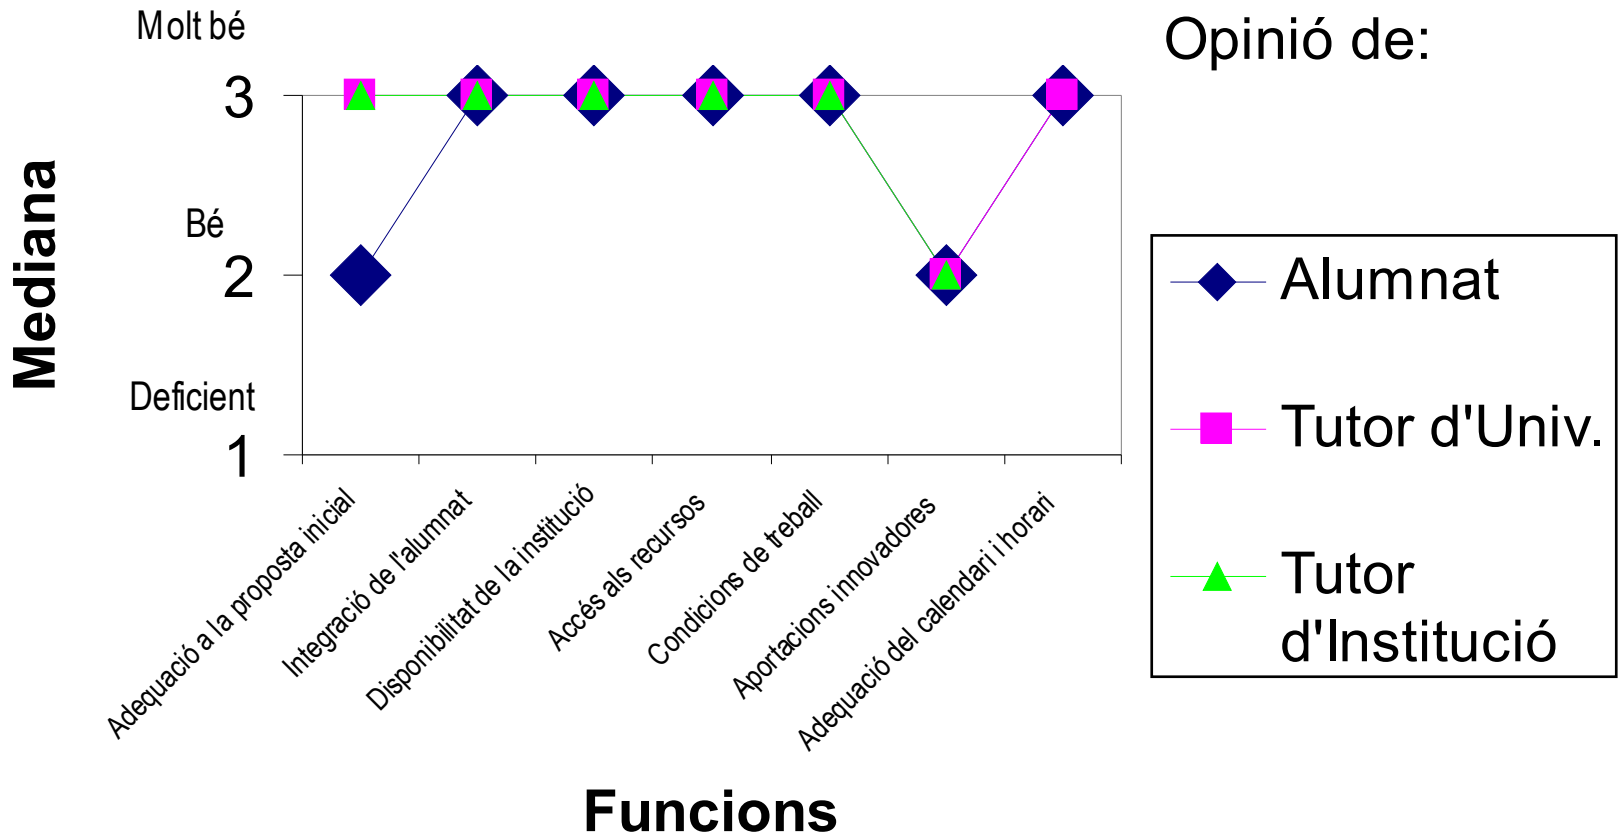 Molt bé
Opinió de:
3
Mediana
Bé
2
Deficient
1
Alumnat
Tutor d'Univ.
Tutor
d'Institució
Adequació a la proposta inicial
Integració de l'alumnat
Disponibilitat de la institució
Accés als recursos
Condicions de treball
Aportacions innovadores
Adequació del calendari i horari
Funcions